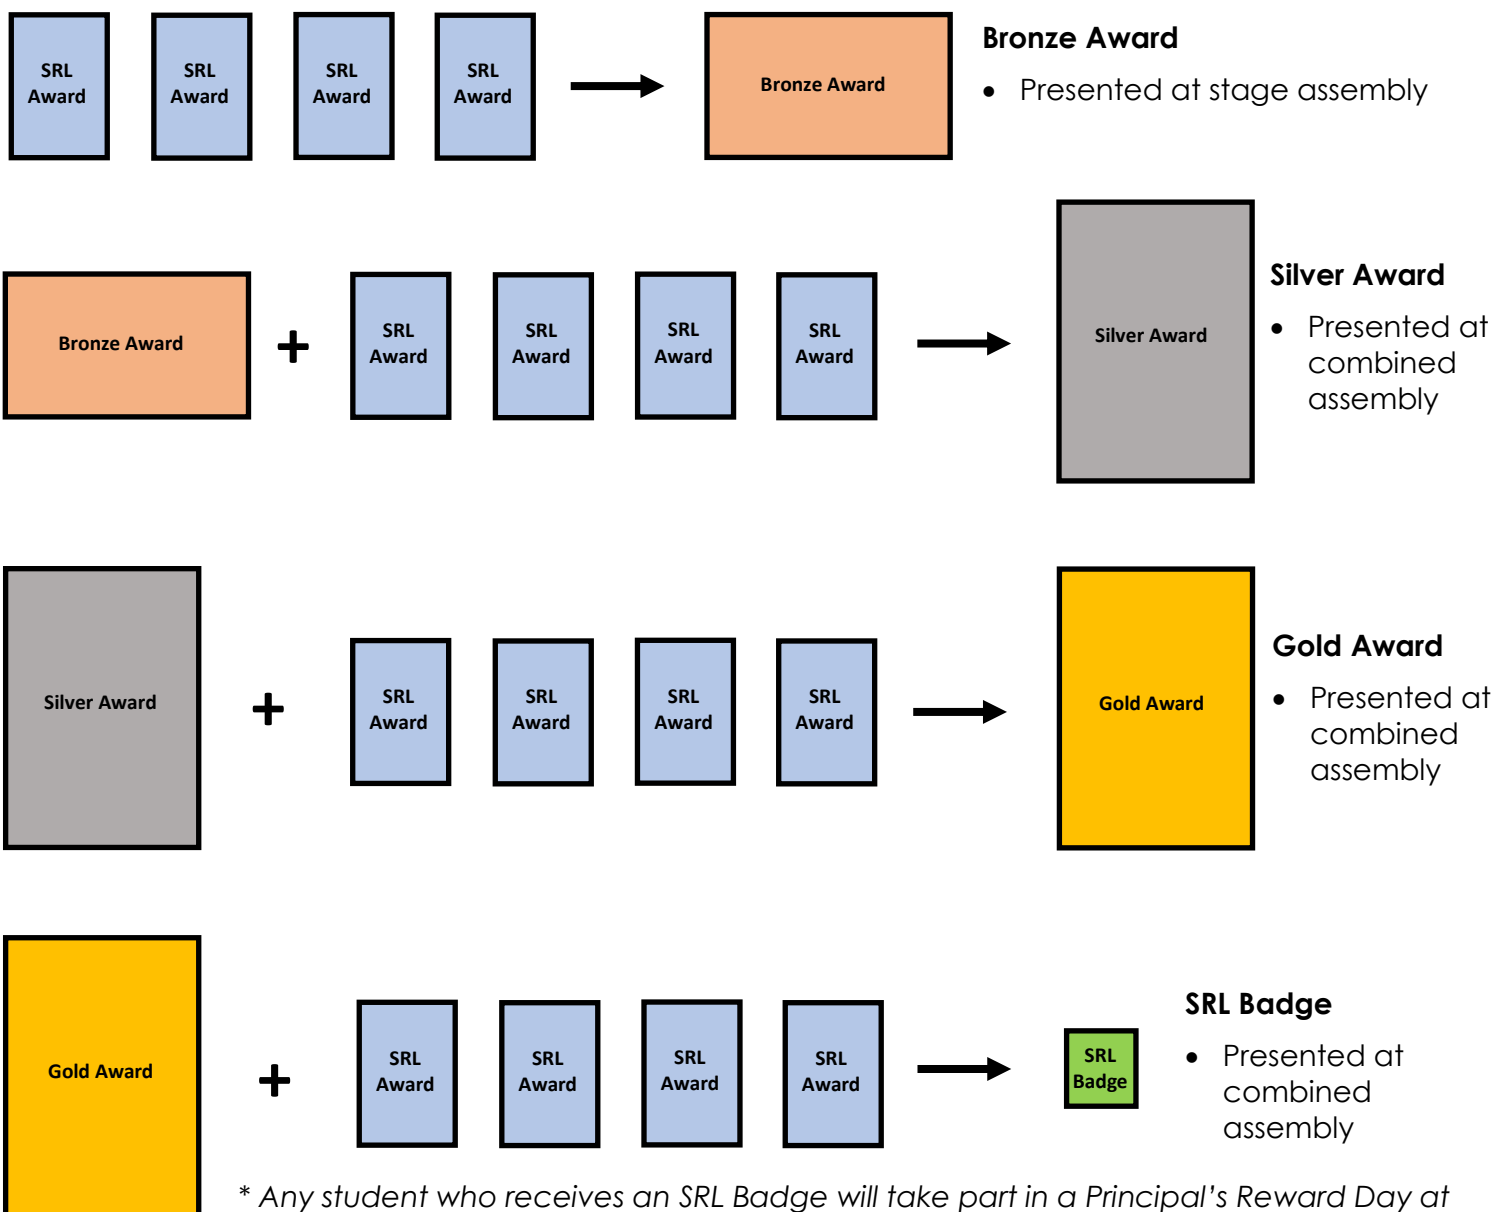 SRL
Award
SRL
Award
SRL
Award
SRL
Award
Bronze Award
Bronze Award
• Presented at stage assembly
Bronze Award
+
SRL
Award
SRL
Award
SRL
Award
SRL
Award
Silver Award
Silver Award
• Presented at
combined
assembly
Silver Award
+
SRL
Award
SRL
Award
SRL
Award
SRL
Award
Gold Award
Gold Award
• Presented at
combined
assembly
Gold Award
+
SRL
Award
SRL
Award
SRL
Award
SRL
Award
SRL
Badge
SRL Badge
• Presented at
combined
assembly
* Any student who receives an SRL Badge will take part in a Principal’s Reward Day at